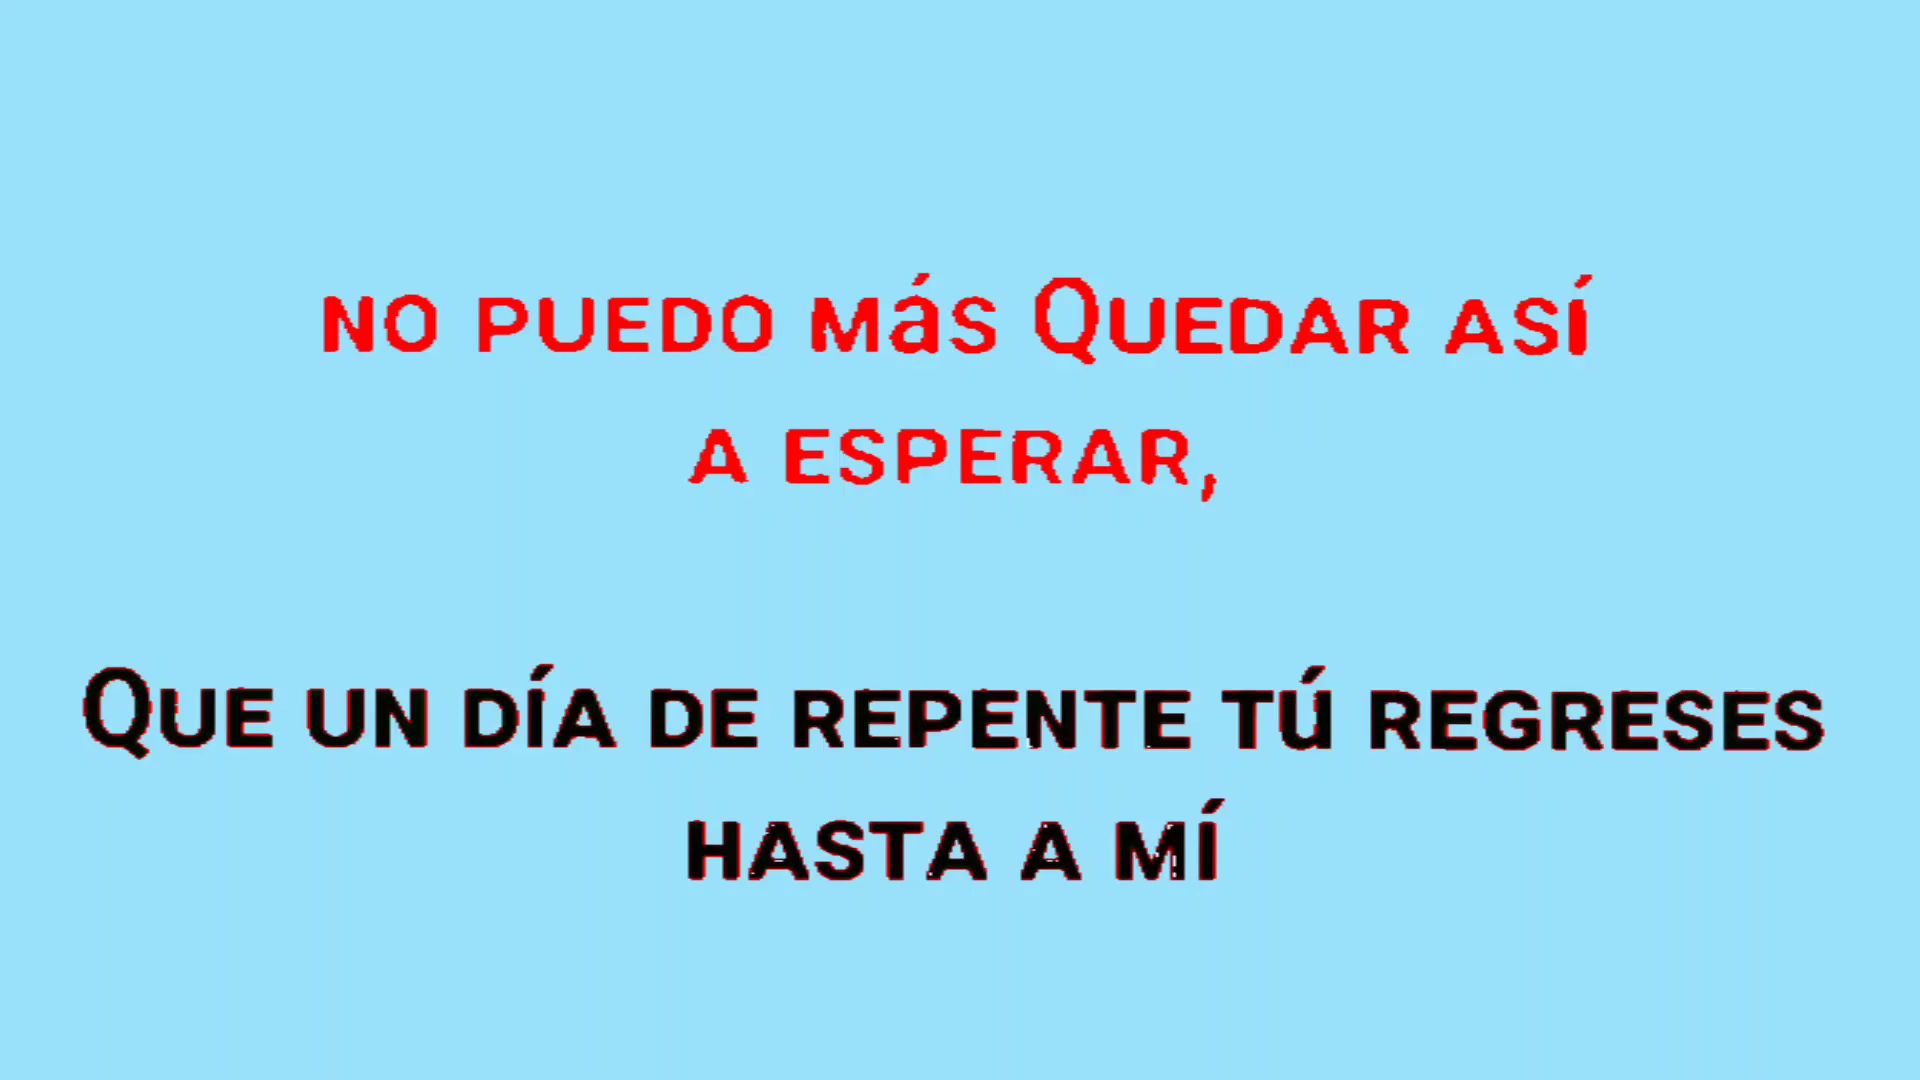 NO PUEDO MáS QUEDAR ASÍ
A ESPERAR,
QUE UN DÍA DE REPENTE TÚ REGRESES
HASTA A MÍ